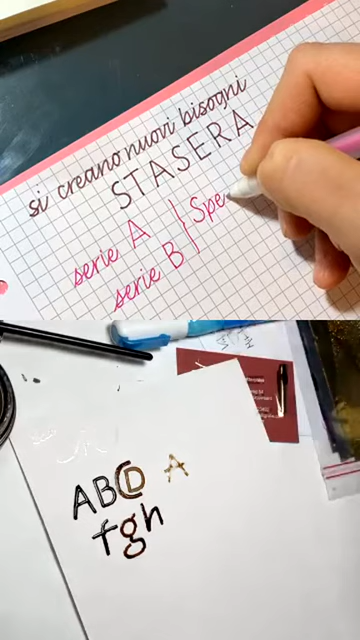 si creano nuovi bisogni
STASERA
serie A
serie B
Spe
ABCD A
fgh